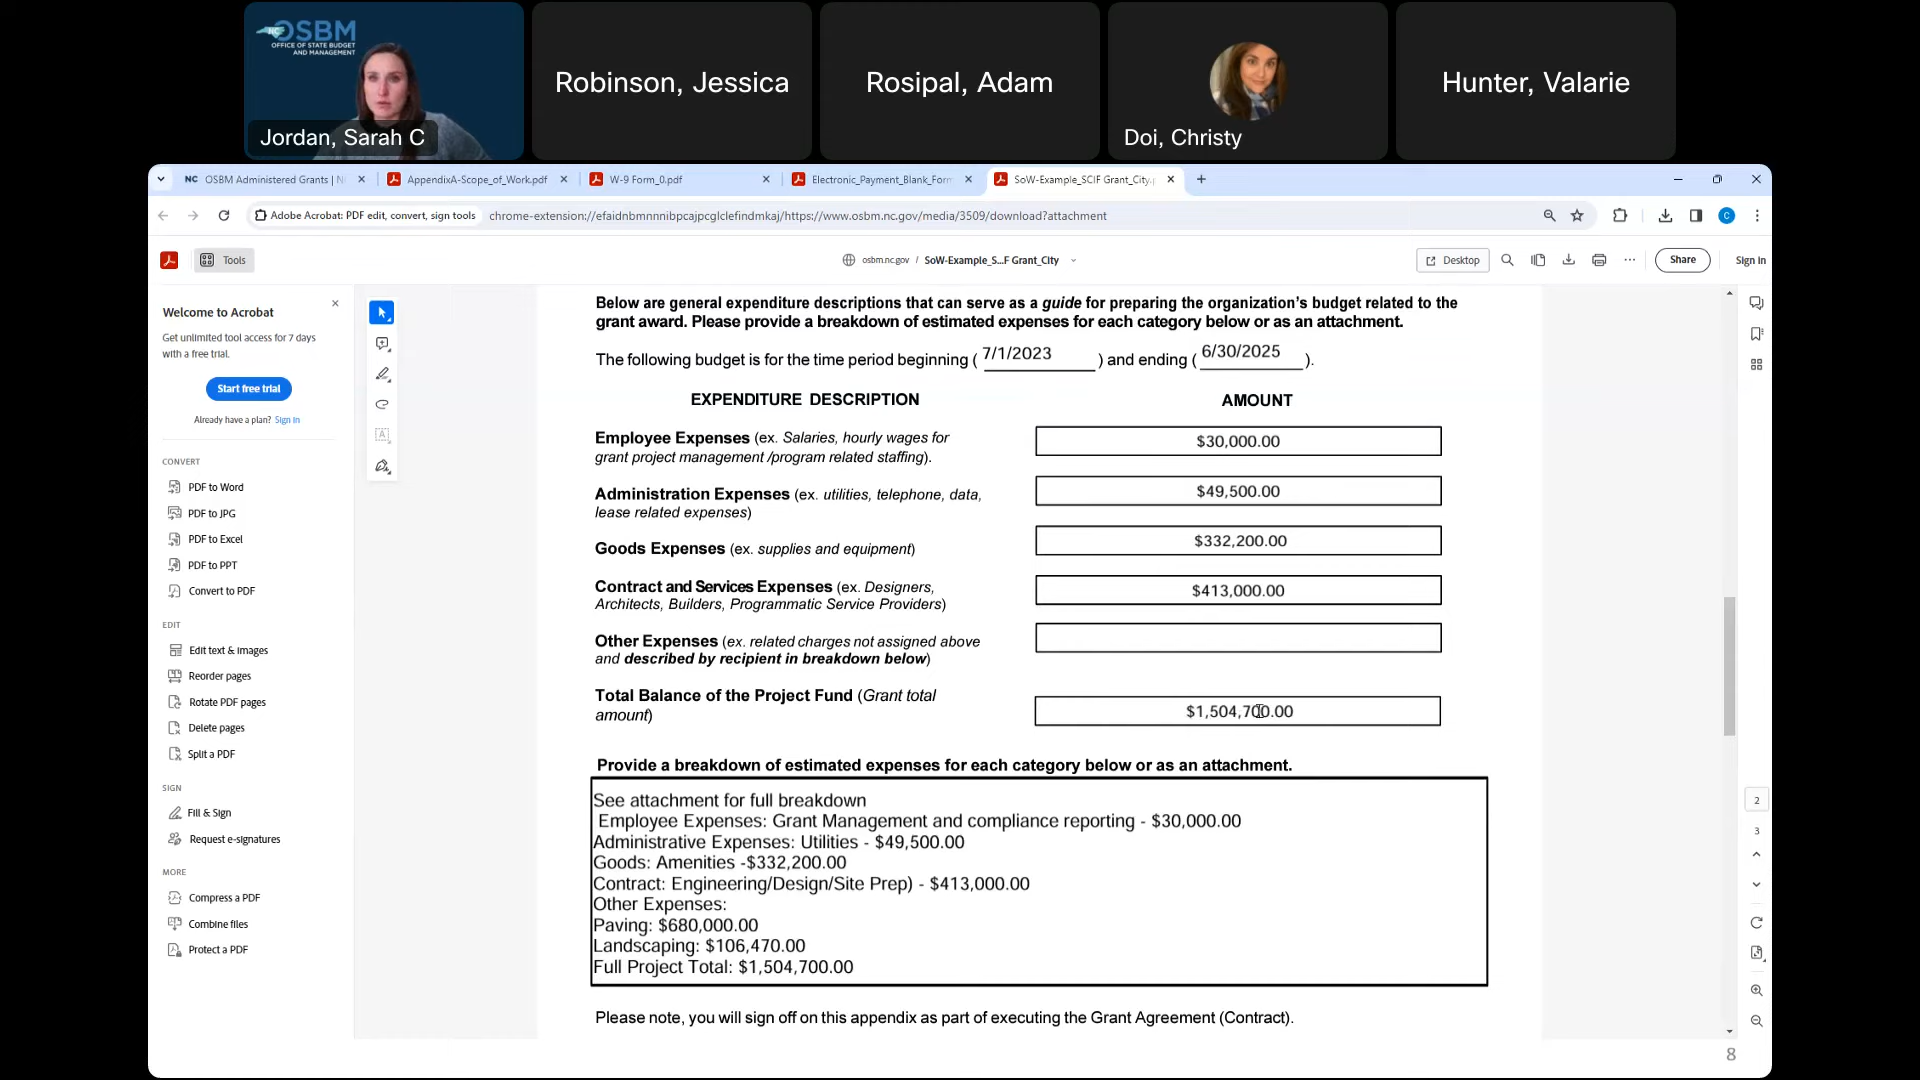 OSBM
OFFICE OF STATE BUDGET
AND MANAGEMENT
Jordan, Sarah C
Robinson, Jessica
Rosipal, Adam
Doi, Christy
Hunter, Valarie
NC OSBM Administered Grants | N
AppendixA-Scope_of_Work.pdf
W-9 Form_0.pdf
Electronic_Payment_Blank_Form
SoW-Example_SCIF Grant_City.p
Adobe Acrobat: PDF edit, convert, sign tools
chrome-extension://efaidnbmnnnibpcajpcglclefindmkaj/https://www.osbm.nc.gov/media/3509/download?attachment
C
Tools
osbm.nc.gov / SoW-Example_S...F Grant_City
Desktop
Share
Sign in
Welcome to Acrobat
Get unlimited tool access for 7 days
with a free trial.
Start free trial
Already have a plan? Sign in
CONVERT
PDF to Word
PDF to JPG
PDF to Excel
PDF to PPT
Convert to PDF
EDIT
Edit text & images
Reorder pages
Rotate PDF pages
Delete pages
Split a PDF
SIGN
Fill & Sign
Request e-signatures
MORE
Compress a PDF
Combine files
Protect a PDF
Below are general expenditure descriptions that can serve as a guide for preparing the organization's budget related to the
grant award. Please provide a breakdown of estimated expenses for each category below or as an attachment.
The following budget is for the time period beginning ( 7/1/2023 ) and ending ( 6/30/2025 ).
EXPENDITURE DESCRIPTION AMOUNT
Employee Expenses (ex. Salaries, hourly wages for
grant project management /program related staffing).
$30,000.00
Administration Expenses (ex. utilities, telephone, data,
lease related expenses)
$49,500.00
Goods Expenses (ex. supplies and equipment)
$332,200.00
Contract and Services Expenses (ex. Designers,
Architects, Builders, Programmatic Service Providers)
$413,000.00
Other Expenses (ex. related charges not assigned above
and described by recipient in breakdown below)
Total Balance of the Project Fund (Grant total
amount)
$1,504,700.00
Provide a breakdown of estimated expenses for each category below or as an attachment.
See attachment for full breakdown
Employee Expenses: Grant Management and compliance reporting - $30,000.00
Administrative Expenses: Utilities - $49,500.00
Goods: Amenities -$332,200.00
Contract: Engineering/Design/Site Prep) - $413,000.00
Other Expenses:
Paving: $680,000.00
Landscaping: $106,470.00
Full Project Total: $1,504,700.00
Please note, you will sign off on this appendix as part of executing the Grant Agreement (Contract).
2
3
8